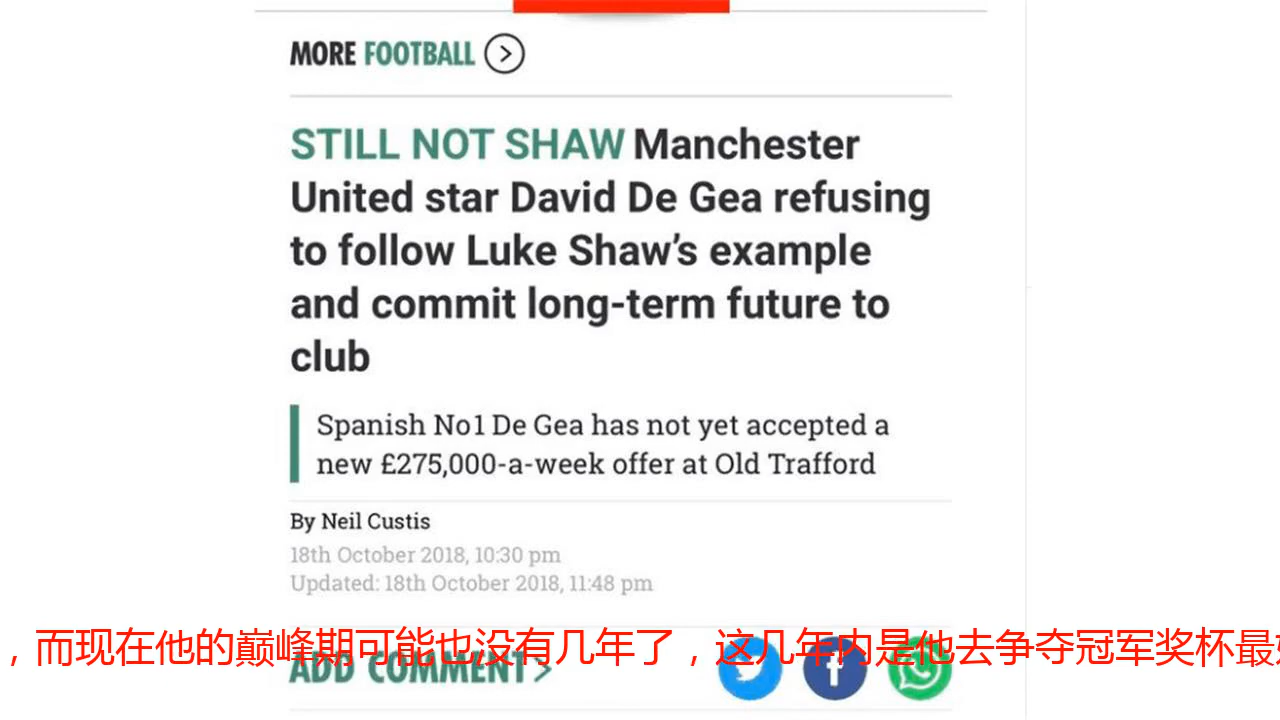 MORE FOOTBALL
STILL NOT SHAW Manchester
United star David De Gea refusing
to follow Luke Shaw's example
and commit long-term future to
club
Spanish No1 De Gea has not yet accepted a
new £275,000-a-week offer at Old Trafford
By Neil Custis
18th October 2018, 10:30 pm
Updated: 18th October 2018, 11:48 pm
，而现在他的巅峰期可能也没有几年了，这几年内是他去争夺冠军奖杯最
ADD COMMENT